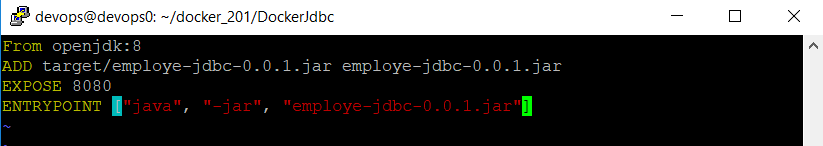 devops@devops0: ~/docker_201/DockerJdbc
From openjdk:8
ADD target/employe-jdbc-0.0.1.jar employe-jdbc-0.0.1.jar
EXPOSE 8080
ENTRYPOINT ["java", "-jar", "employe-jdbc-0.0.1.jar"]
~